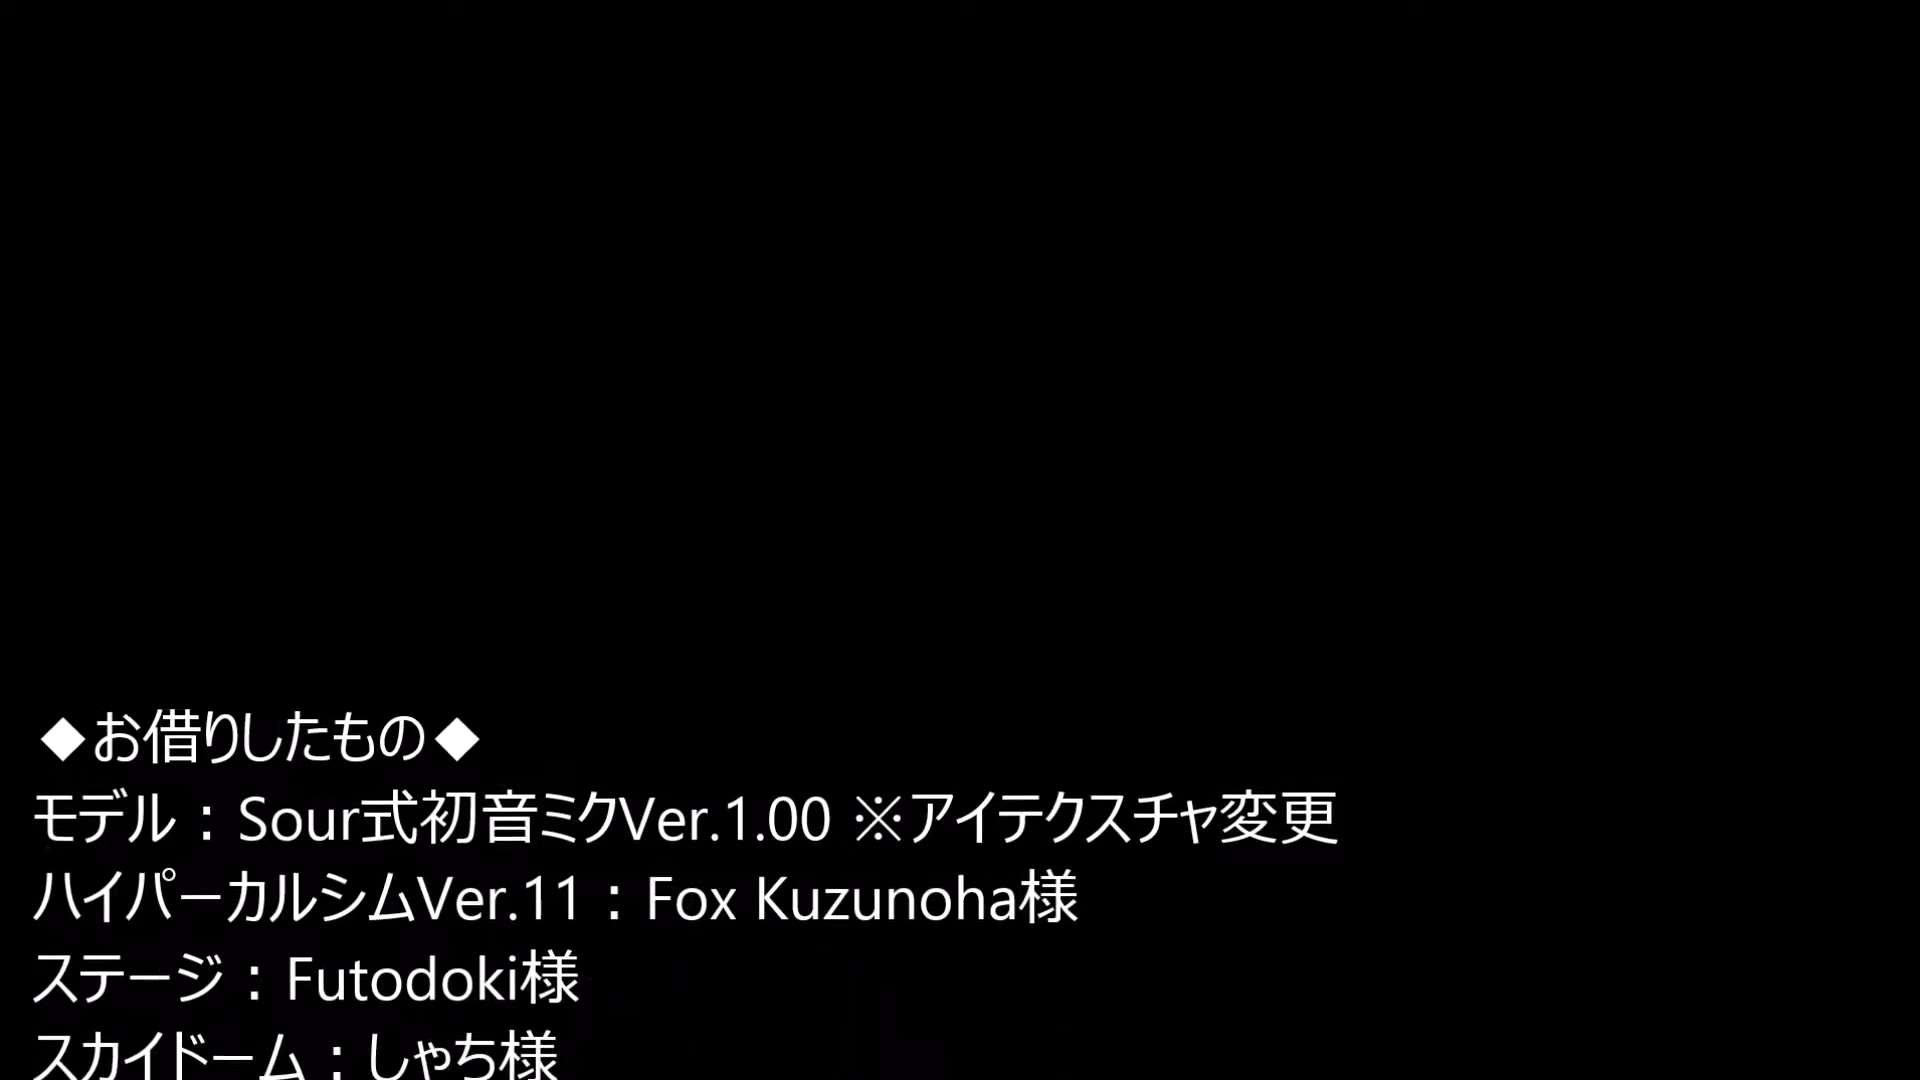 ◆お借りしたもの◆
モデル：Sour式初音ミクVer.1.00 ※アイテクスチャ変更
ハイパーカルシムVer.11：Fox Kuzunoha様
ステージ：Futodoki様
スカイドーム：しゃち様